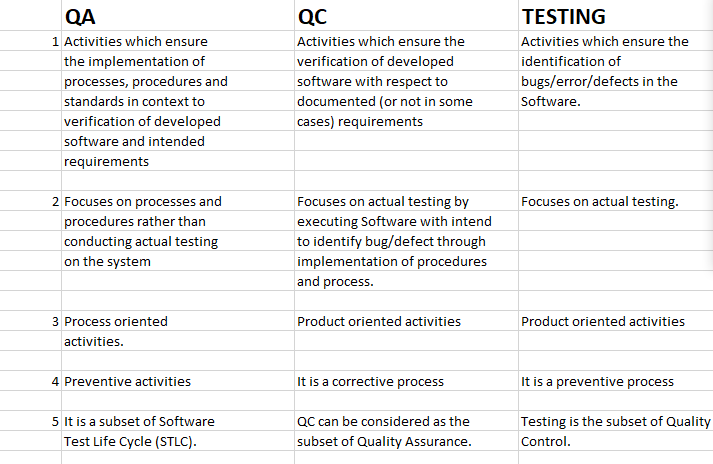 QA QC TESTING
1 Activities which ensure
the implementation of
processes, procedures and
standards in context to
verification of developed
software and intended
requirements
Activities which ensure the
verification of developed
software with respect to
documented (or not in some
cases) requirements
Activities which ensure the
identification of
bugs/error/defects in the
Software.
2 Focuses on processes and
procedures rather than
conducting actual testing
on the system
Focuses on actual testing by
executing Software with intend
to identify bug/defect through
implementation of procedures
and process.
Focuses on actual testing.
3 Process oriented
activities.
Product oriented activities
Product oriented activities
4 Preventive activities
It is a corrective process
It is a preventive process
5 It is a subset of Software
Test Life Cycle (STLC).
QC can be considered as the
subset of Quality Assurance.
Testing is the subset of Quality
Control.